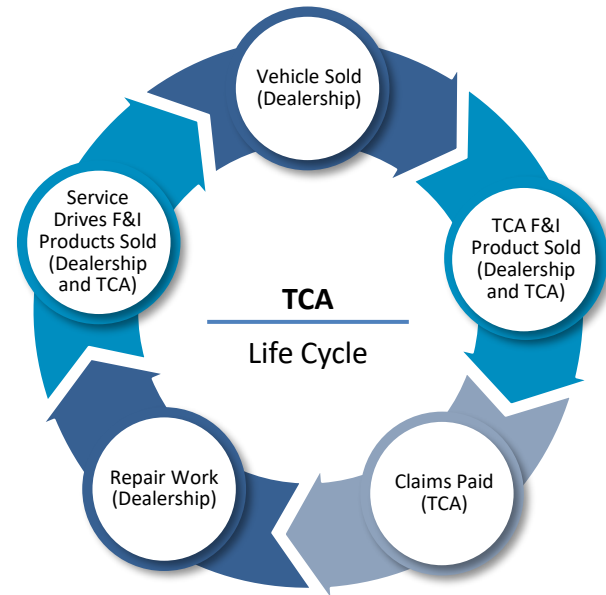 Vehicle Sold
(Dealership)
TCA F&I
Product Sold
(Dealership
and TCA)
Claims Paid
(TCA)
Repair Work
(Dealership)
Service
Drives F&I
Products Sold
(Dealership
and TCA)
TCA
Life Cycle